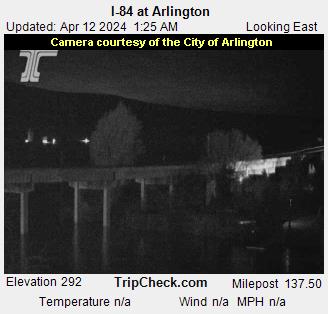 I-84 at Arlington
Updated: Apr 12 2024 1:25 AM Looking East
Camera courtesy of the City of Arlington
Elevation 292 TripCheck.com Milepost 137.50
Temperature n/a Wind n/a MPH n/a